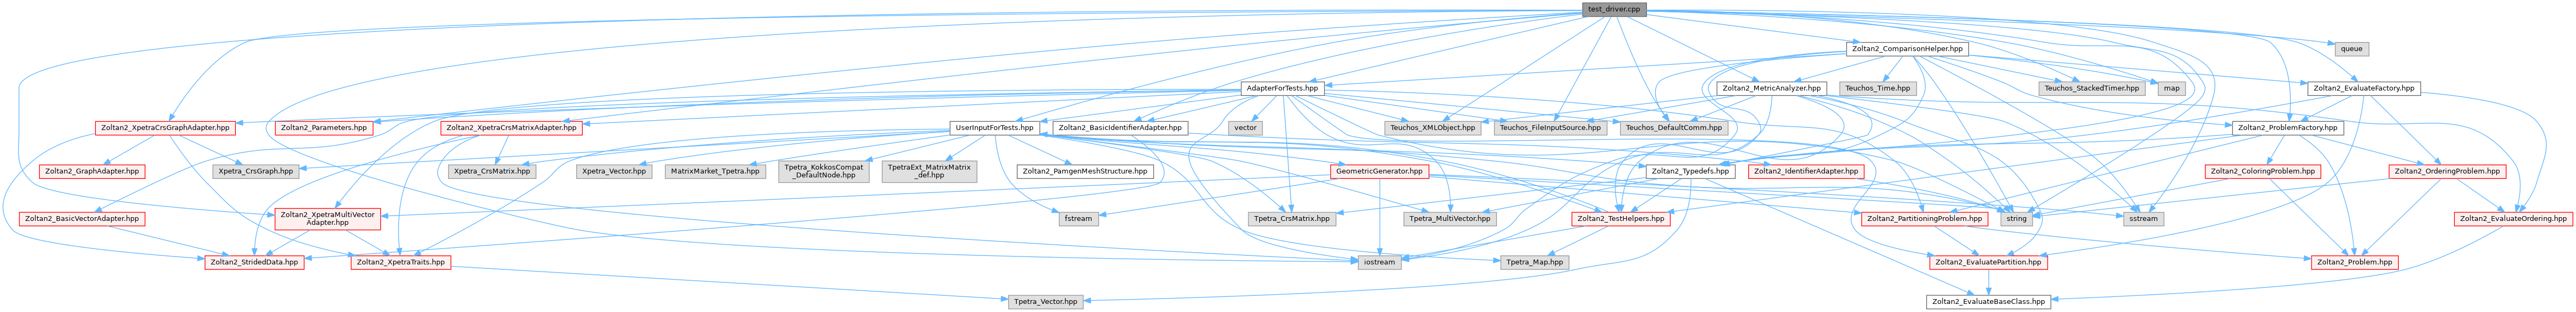 test_driver.cpp
Zoltan2_ComparisonHelper.hpp
queue
AdapterForTests.hpp
Zoltan2_MetricAnalyzer.hpp
Teuchos_Time.hpp
Teuchos_StackedTimer.hpp
map
Zoltan2_EvaluateFactory.hpp
Zoltan2_XpetraCrsGraphAdapter.hpp
Zoltan2_Parameters.hpp
Zoltan2_XpetraCrsMatrixAdapter.hpp
UserInputForTests.hpp
Zoltan2_BasicIdentifierAdapter.hpp
vector
Teuchos_XMLObject.hpp
Teuchos_FileInputSource.hpp
Teuchos_DefaultComm.hpp
Zoltan2_ProblemFactory.hpp
Zoltan2_GraphAdapter.hpp
Xpetra_CrsGraph.hpp
Xpetra_CrsMatrix.hpp
Xpetra_Vector.hpp
MatrixMarket_Tpetra.hpp
Tpetra_KokkosCompat
_DefaultNode.hpp
TpetraExt_MatrixMatrix
_def.hpp
Zoltan2_PamgenMeshStructure.hpp
GeometricGenerator.hpp
Zoltan2_Typedefs.hpp
Zoltan2_IdentifierAdapter.hpp
Zoltan2_ColoringProblem.hpp
Zoltan2_OrderingProblem.hpp
Zoltan2_BasicVectorAdapter.hpp
Zoltan2_XpetraMultiVector
Adapter.hpp
fstream
Tpetra_CrsMatrix.hpp
Tpetra_MultiVector.hpp
Zoltan2_TestHelpers.hpp
Zoltan2_PartitioningProblem.hpp
string
sstream
Zoltan2_EvaluateOrdering.hpp
Zoltan2_StridedData.hpp
Zoltan2_XpetraTraits.hpp
iostream
Tpetra_Map.hpp
Zoltan2_EvaluatePartition.hpp
Zoltan2_Problem.hpp
Tpetra_Vector.hpp
Zoltan2_EvaluateBaseClass.hpp